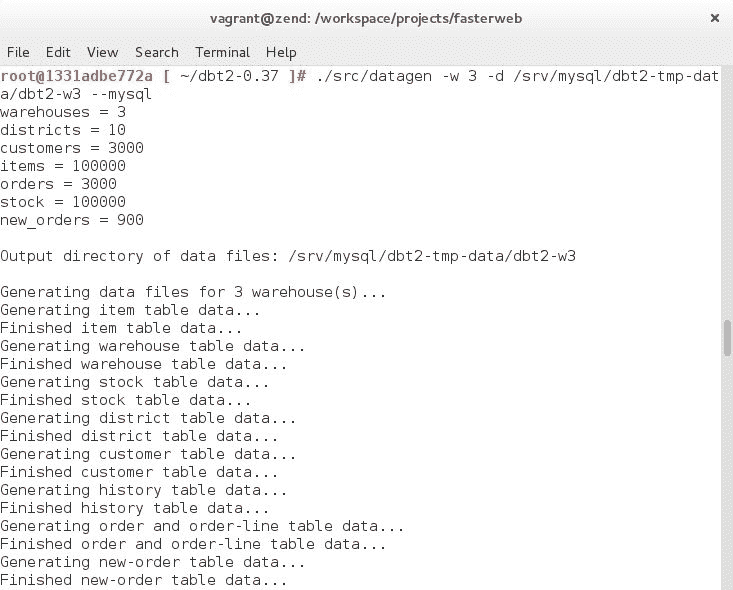 vagrant@zend: /workspace/projects/fasterweb ×
File Edit View Search Terminal Help
root@1331adbe772a [ ~/dbt2-0.37 ]# ./src/datagen -w 3 -d /srv/mysql/dbt2-tmp-dat
a/dbt2-w3 --mysql
warehouses = 3
districts = 10
customers = 3000
items = 100000
orders = 3000
stock = 100000
new_orders = 900

Output directory of data files: /srv/mysql/dbt2-tmp-data/dbt2-w3

Generating data files for 3 warehouse(s)...
Generating item table data...
Finished item table data...
Generating warehouse table data...
Finished warehouse table data...
Generating stock table data...
Finished stock table data...
Generating district table data...
Finished district table data...
Generating customer table data...
Finished customer table data...
Generating history table data...
Finished history table data...
Generating order and order-line table data...
Finished order and order-line table data...
Generating new-order table data...
Finished new-order table data...